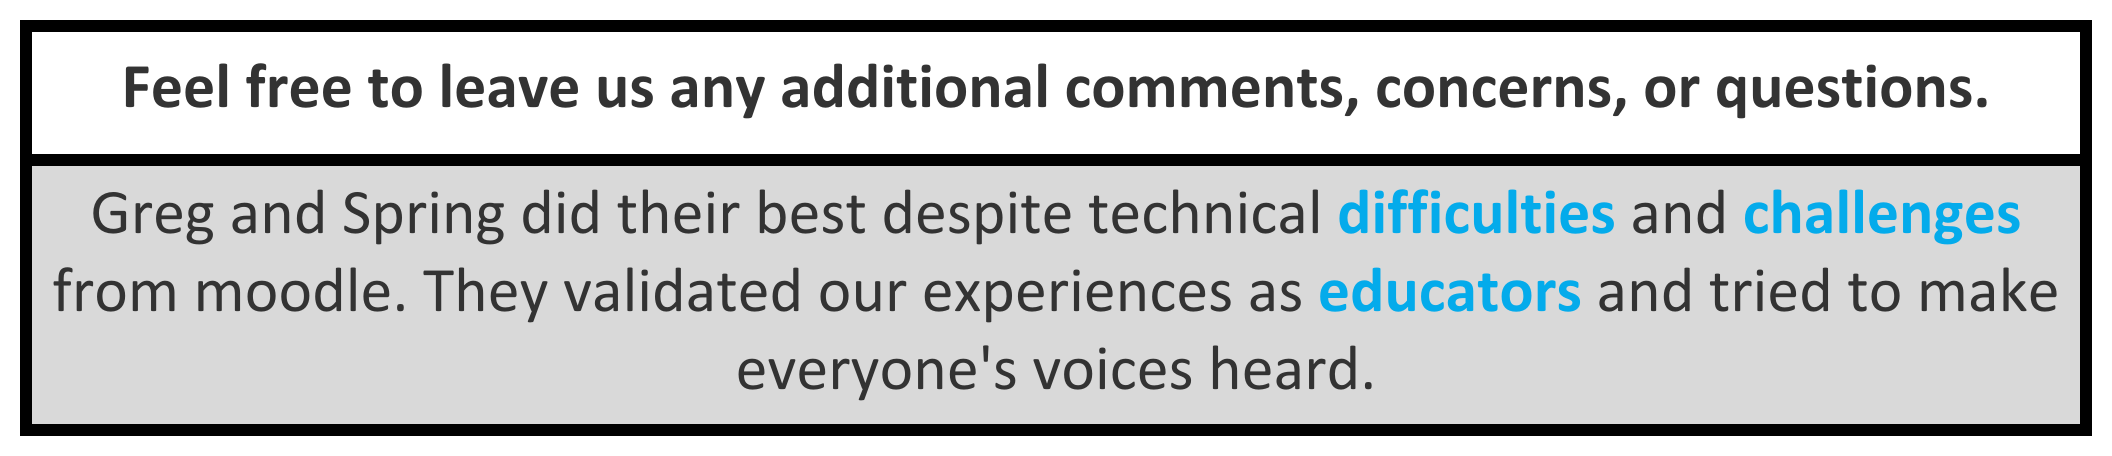 Feel free to leave us any additional comments, concerns, or questions.
Greg and Spring did their best despite technical difficulties and challenges
from moodle. They validated our experiences as educators and tried to make
everyone's voices heard.